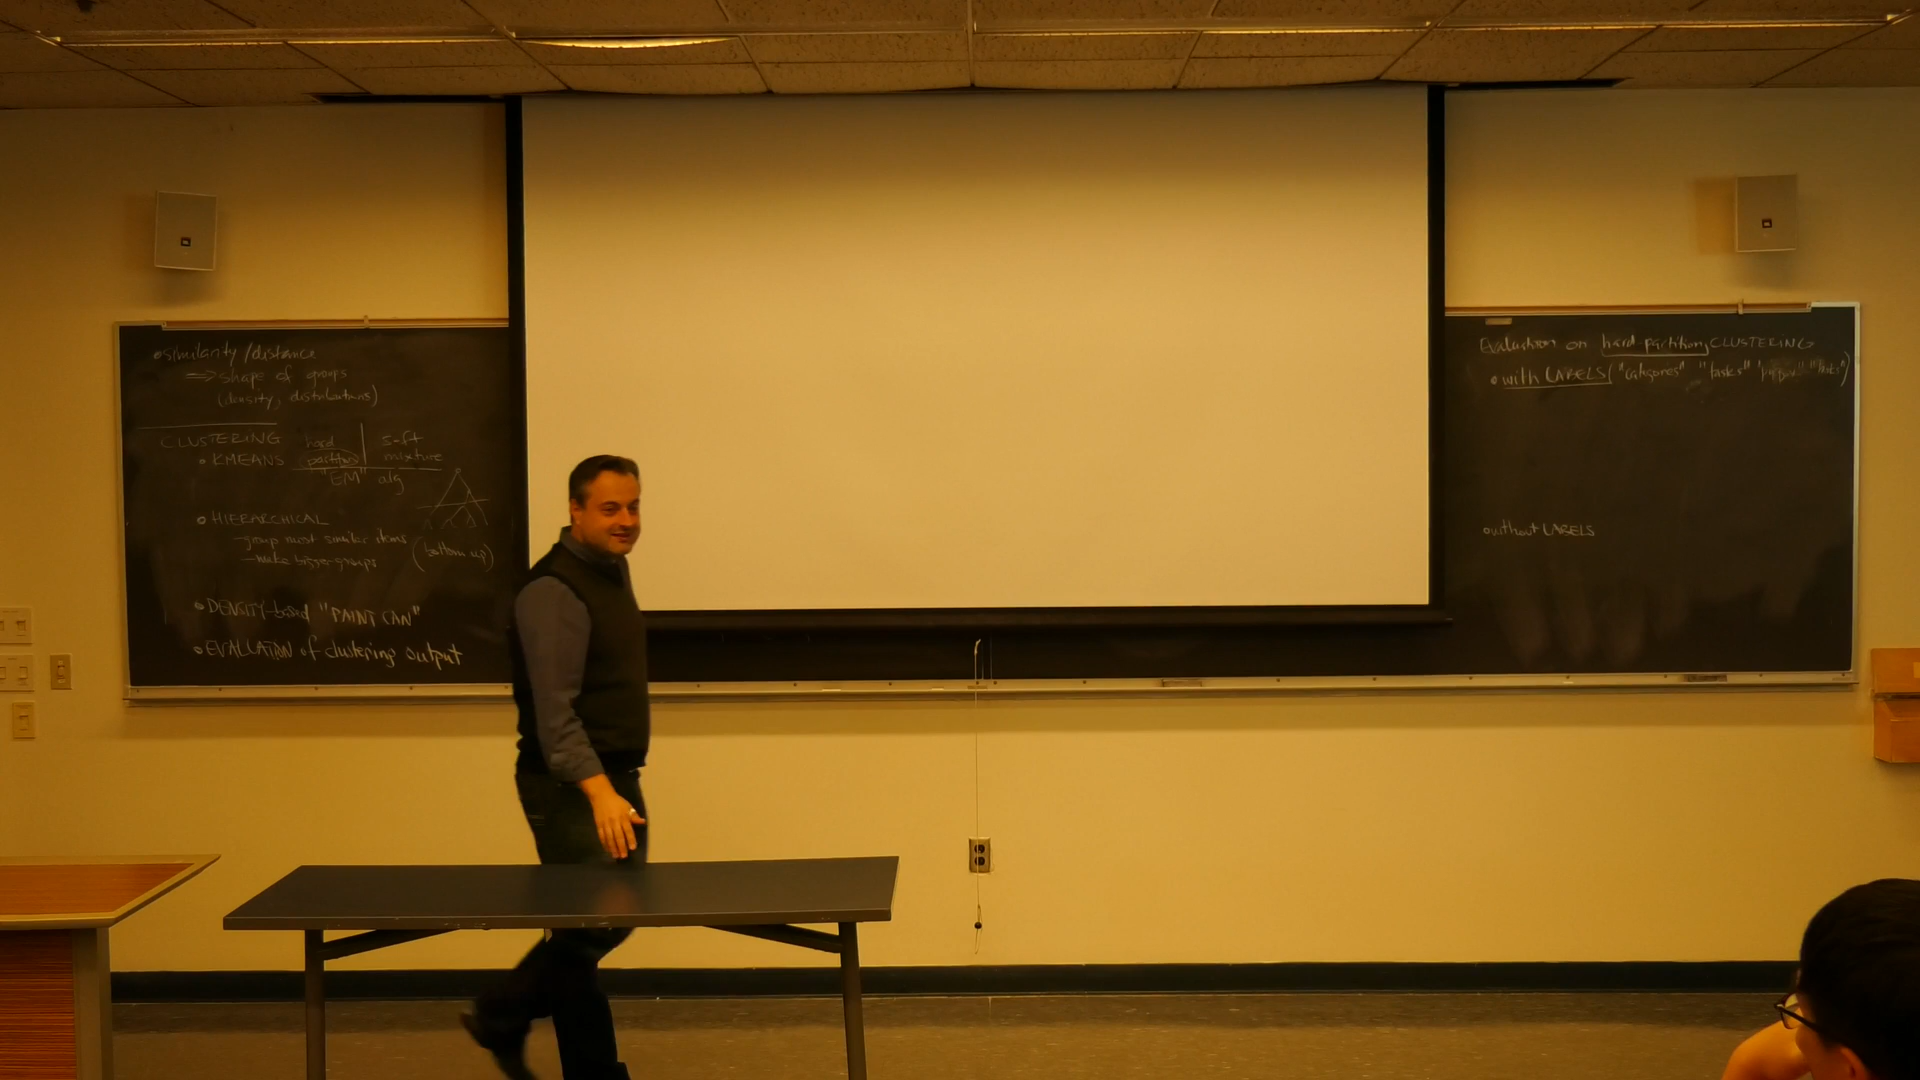 •similarity/distance
⇒ shape of groups
(density, distributions)
CLUSTERING hard | soft
•KMEANS partition | mixture
"EM" alg
•HIERARCHICAL
-group most similar items
-make bigger groups
(bottom up)
•DENSITY-based "PAINT CAN"
•EVALUATION of clustering output
Evaluation on hard-partition CLUSTERING
•with LABELS ("categories" "tasks"
•without LABELS